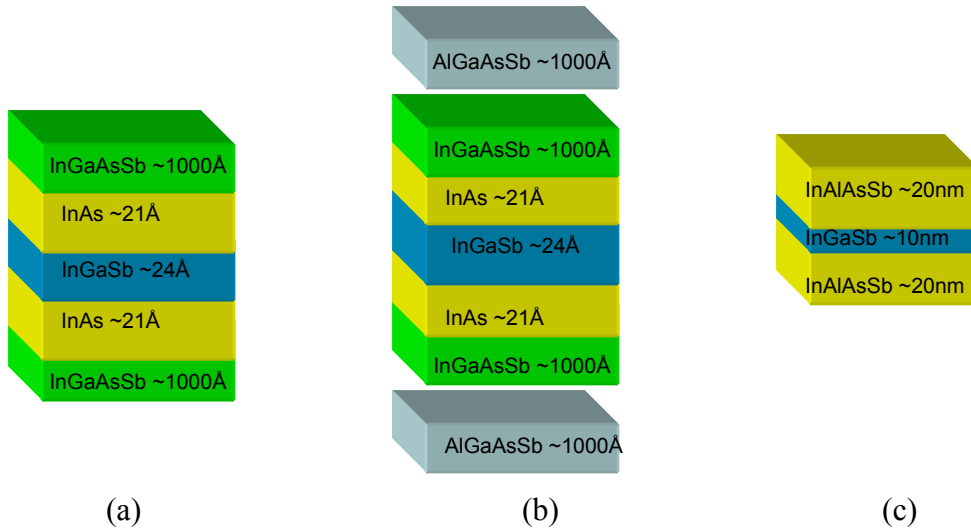 InGaAsSb ~1000Å
InAs ~21Å
InGaSb ~24Å
InAs ~21Å
InGaAsSb ~1000Å
(a)
AlGaAsSb ~1000Å
InGaAsSb ~1000Å
InAs ~21Å
InGaSb ~24Å
InAs ~21Å
InGaAsSb ~1000Å
AlGaAsSb ~1000Å
(b)
InAlAsSb ~20nm
InGaSb ~10nm
InAlAsSb ~20nm
(c)